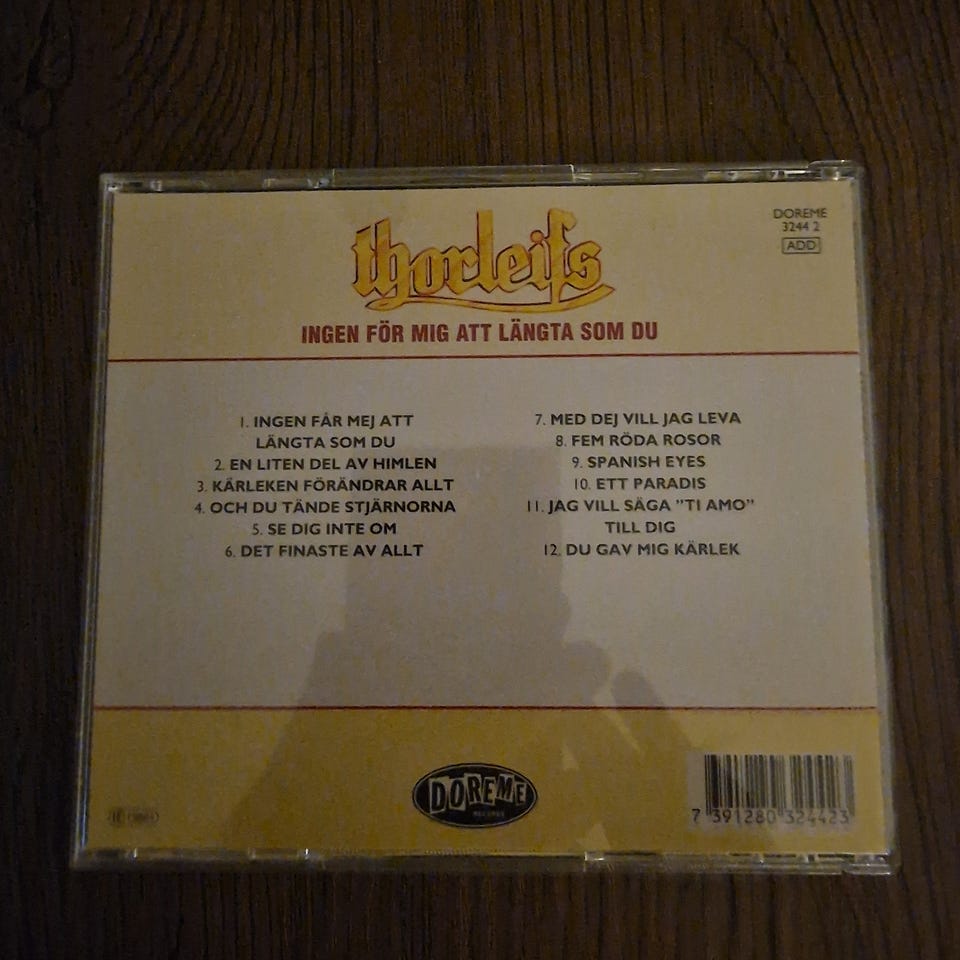 thorleifs
INGEN FÖR MIG ATT LÄNGTA SOM DU
DOREME
3244 2
ADD
1. INGEN FÅR MEJ ATT
LÄNGTA SOM DU
2. EN LITEN DEL AV HIMLEN
3. KÄRLEKEN FÖRÄNDRAR ALLT
4. OCH DU TÄNDE STJÄRNORNA
5. SE DIG INTE OM
6. DET FINASTE AV ALLT
7. MED DEJ VILL JAG LEVA
8. FEM RÖDA ROSOR
9. SPANISH EYES
10. ETT PARADIS
11. JAG VILL SÄGA "TI AMO"
TILL DIG
12. DU GAV MIG KÄRLEK
DOREME
RECORDS
7 391280 324423